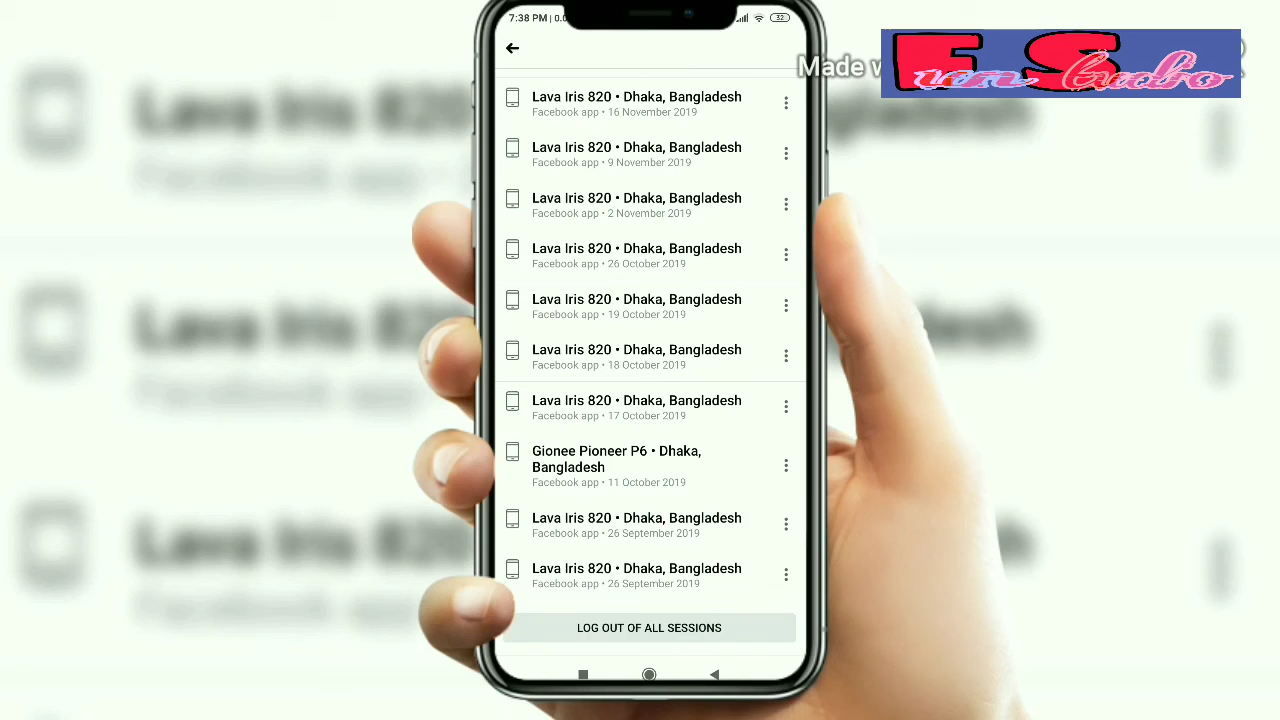 7:38 PM | 0.0
32
Made w
E S
Lava Iris 820 • Dhaka, Bangladesh
Facebook app • 16 November 2019
Lava Iris 820 • Dhaka, Bangladesh
Facebook app • 9 November 2019
Lava Iris 820 • Dhaka, Bangladesh
Facebook app • 2 November 2019
Lava Iris 820 • Dhaka, Bangladesh
Facebook app • 26 October 2019
Lava Iris 820 • Dhaka, Bangladesh
Facebook app • 19 October 2019
Lava Iris 820 • Dhaka, Bangladesh
Facebook app • 18 October 2019
Lava Iris 820 • Dhaka, Bangladesh
Facebook app • 17 October 2019
Gionee Pioneer P6 • Dhaka,
Bangladesh
Facebook app • 11 October 2019
Lava Iris 820 • Dhaka, Bangladesh
Facebook app • 26 September 2019
Lava Iris 820 • Dhaka, Bangladesh
Facebook app • 26 September 2019
LOG OUT OF ALL SESSIONS